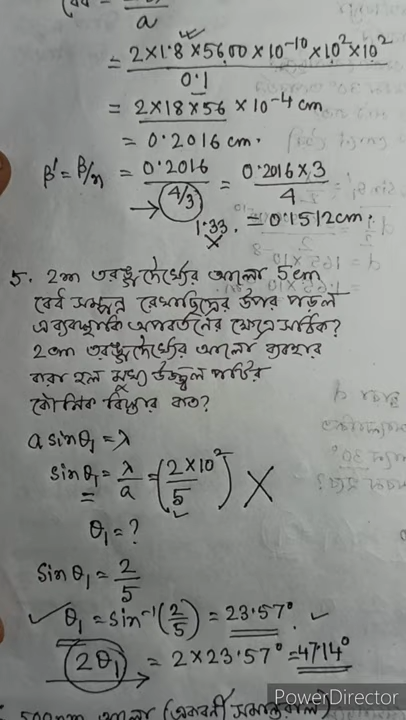 a
= 2×1.8×5600×10⁻¹⁰×10²×10²
0.1
= 2×18×56 × 10⁻⁴ cm
= 0.2016 cm.
β′ = β/n = 0.2016 / (4/3) = 0.2016×3 / 4
1.33. = 0.1512 cm.
×
5. 2cm তরঙ্গদৈর্ঘ্যের আলো 5cm
বেধ সম্পন্ন রেখাছিদ্রের উপর পড়ল
এ ব্যবস্থা কি অপবর্তনের ক্ষেত্রে সঠিক?
2cm তরঙ্গদৈর্ঘ্যের আলো ব্যবহার
করা হল মুখ্য উজ্জ্বল পটির
কৌণিক বিস্তার কত?
a sinθ₁ = λ
sinθ₁ = λ/a = (2×10² / 5) ×
θ₁ = ?
Sinθ₁ = 2/5
θ₁ = sin⁻¹(2/5) = 23.57°
2θ₁ = 2×23.57° = 47.14°
500nm আলো (একবর্ণী
PowerDirector